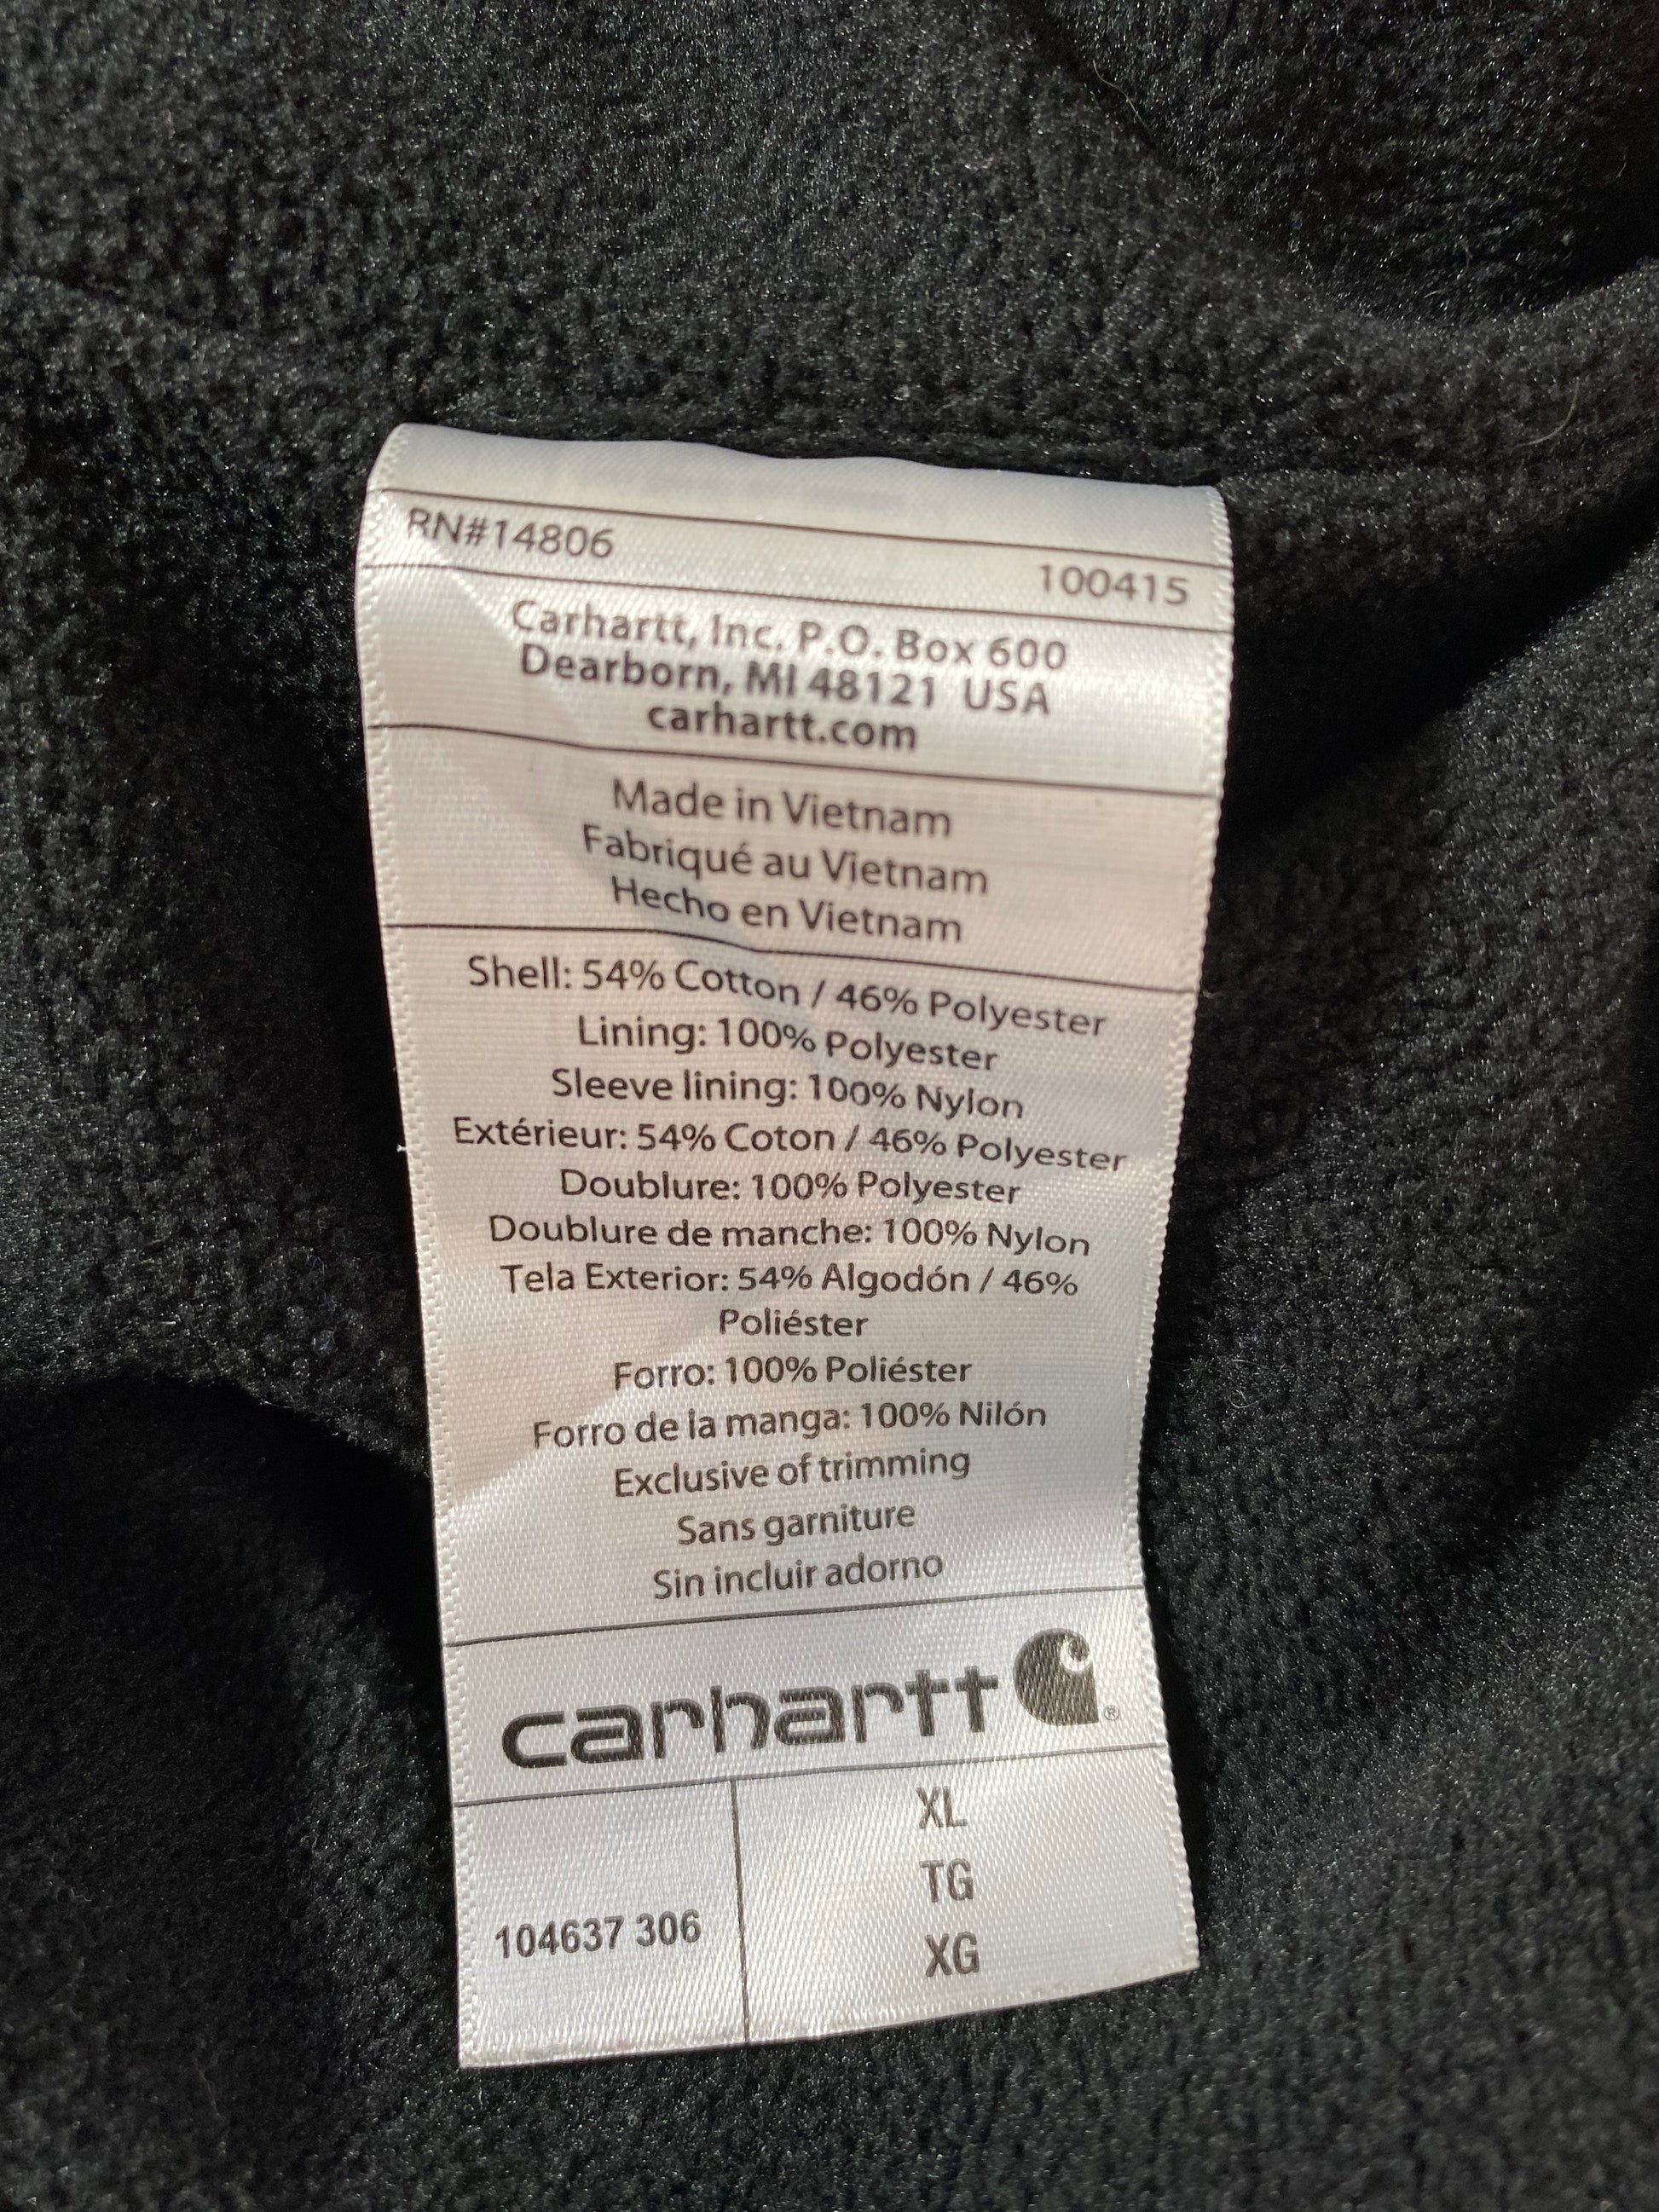 RN#14806
100415
Carhartt, Inc. P.O. Box 600
Dearborn, MI 48121 USA
carhartt.com
Made in Vietnam
Fabriqué au Vietnam
Hecho en Vietnam
Shell: 54% Cotton / 46% Polyester
Lining: 100% Polyester
Sleeve lining: 100% Nylon
Extérieur: 54% Coton / 46% Polyester
Doublure: 100% Polyester
Doublure de manche: 100% Nylon
Tela Exterior: 54% Algodón / 46%
Poliéster
Forro: 100% Poliéster
Forro de la manga: 100% Nilón
Exclusive of trimming
Sans garniture
Sin incluir adorno
carhartt ®
104637 306
XL
TG
XG